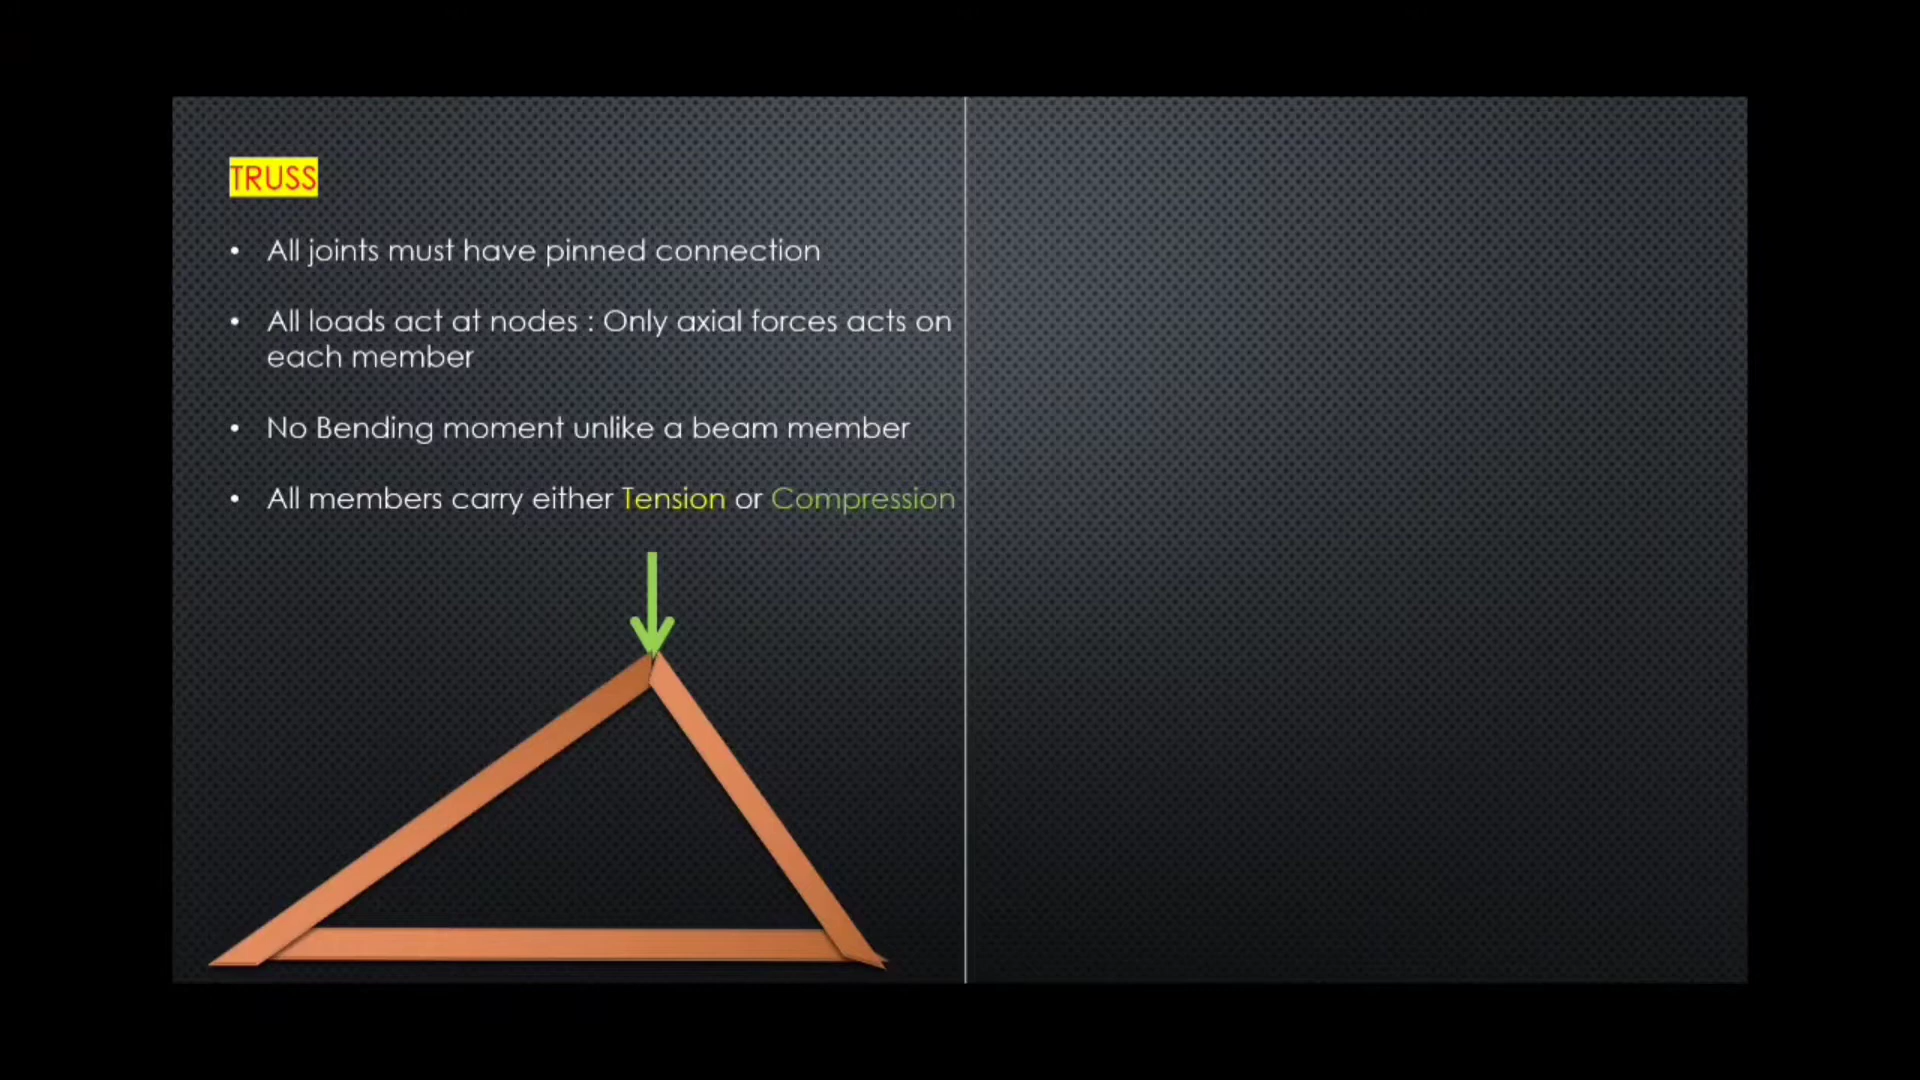 TRUSS
• All joints must have pinned connection
• All loads act at nodes : Only axial forces acts on
each member
• No Bending moment unlike a beam member
• All members carry either Tension or Compression